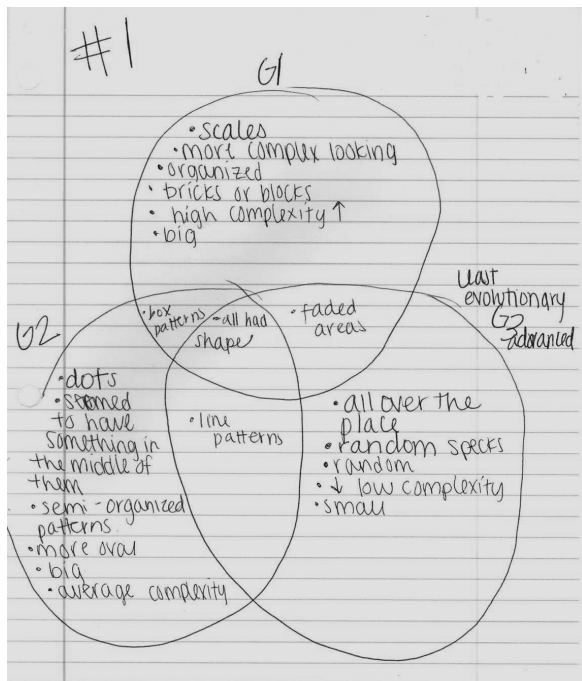 #1
G1
• scales
• more complex looking
• organized
• bricks or blocks
• high complexity ↑
• big
• box
patterns
- all had
shape
• faded
areas
least
evolutionary
G3
advanced
G2
• dots
• seemed
to have
something in
the middle of
them
• semi-organized
patterns
• more oval
• big
• average complexity
• line
patterns
• all over the
place
• random specks
• random
• ↓ low complexity
• small